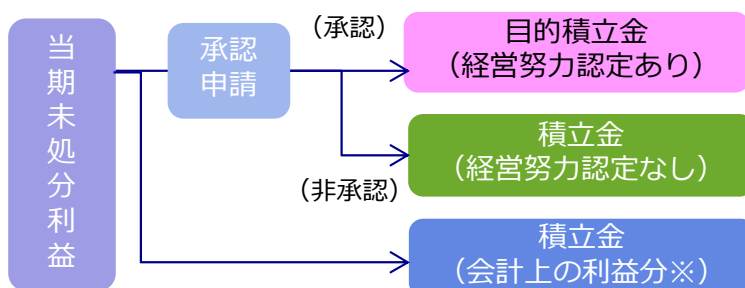 当期未処分利益
承認
申請
（承認）
目的積立金
（経営努力認定あり）
積立金
（経営努力認定なし）
（非承認）
積立金
（会計上の利益分※）